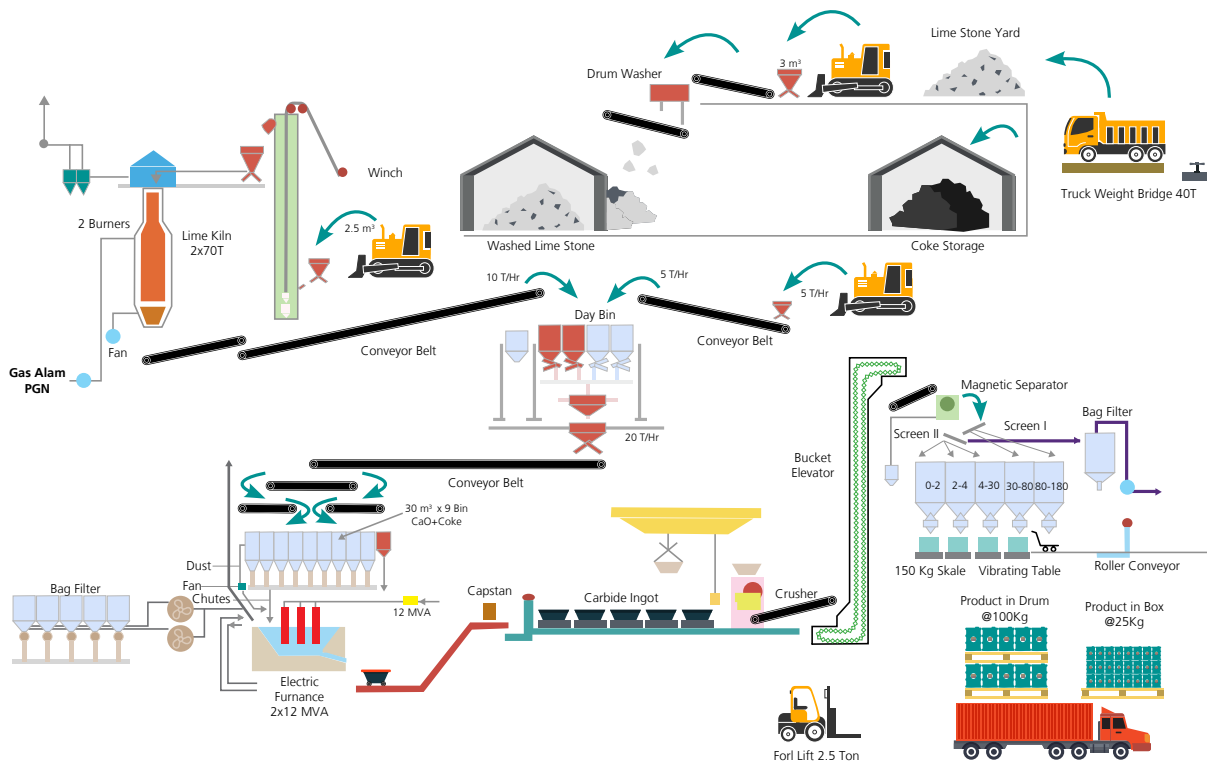 Lime Stone Yard
3 m³
Drum Washer
Truck Weight Bridge 40T
Winch
2 Burners
Lime Kiln
2x70T
2.5 m³
Washed Lime Stone
Coke Storage
10 T/Hr
5 T/Hr
5 T/Hr
Day Bin
Conveyor Belt
Conveyor Belt
Fan
Gas Alam
PGN
20 T/Hr
Magnetic Separator
Bag Filter
Screen I
Screen II
Bucket
Elevator
0-2
2-4
4-30
30-80
80-180
Conveyor Belt
30 m³ x 9 Bin
CaO+Coke
Dust
Fan
Chutes
Bag Filter
12 MVA
Capstan
Carbide Ingot
Crusher
150 Kg Skale
Vibrating Table
Roller Conveyor
Product in Drum
@100Kg
Product in Box
@25Kg
Electric
Furnance
2x12 MVA
Forl Lift 2.5 Ton